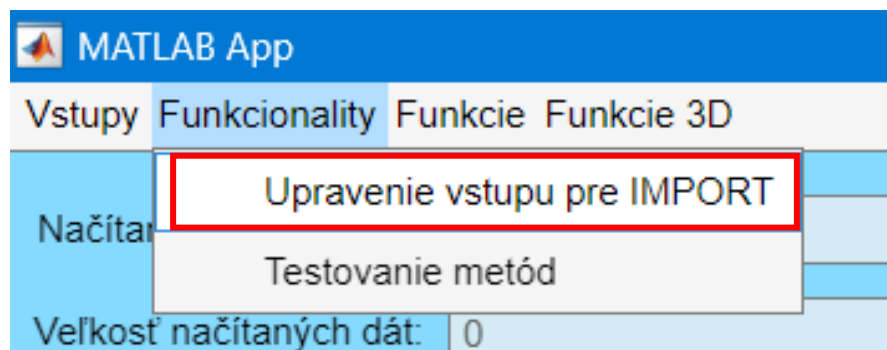 MATLAB App
Vstupy Funkcionality Funkcie Funkcie 3D
Upravenie vstupu pre IMPORT
Testovanie metód
Veľkosť načítaných dát: 0